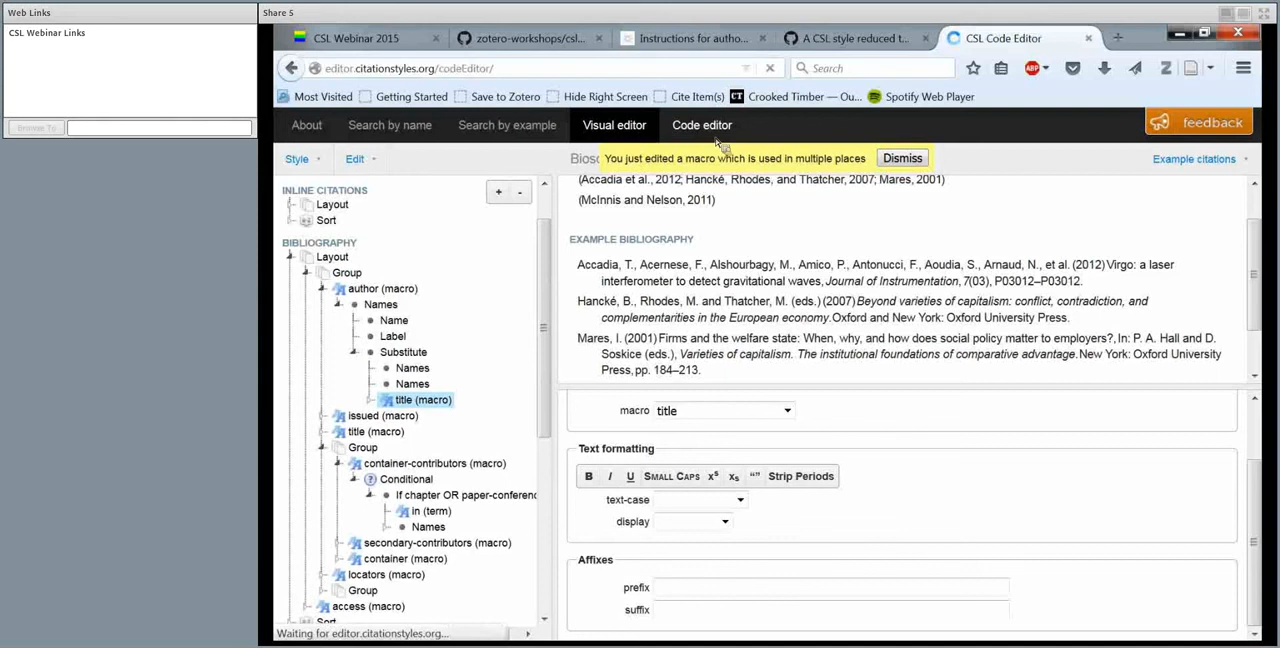 Web Links
Share 5
CSL Webinar Links
Browse To
CSL Webinar 2015
zotero-workshops/csl...
Instructions for autho...
A CSL style reduced t...
CSL Code Editor
editor.citationstyles.org/codeEditor/
Search
Most Visited
Getting Started
Save to Zotero
Hide Right Screen
Cite Item(s)
CT Crooked Timber — Ou...
Spotify Web Player
About
Search by name
Search by example
Visual editor
Code editor
feedback
Style
Edit
Biosc
You just edited a macro which is used in multiple places
Dismiss
Example citations
INLINE CITATIONS
Layout
Sort
BIBLIOGRAPHY
Layout
Group
author (macro)
Names
Name
Label
Substitute
Names
Names
title (macro)
issued (macro)
title (macro)
Group
container-contributors (macro)
Conditional
If chapter OR paper-conferenc
in (term)
Names
secondary-contributors (macro)
container (macro)
locators (macro)
Group
access (macro)
Sort
Waiting for editor.citationstyles.org...
+
-
(Accadia et al., 2012; Hancké, Rhodes, and Thatcher, 2007; Mares, 2001)
(McInnis and Nelson, 2011)
EXAMPLE BIBLIOGRAPHY
Accadia, T., Acernese, F., Alshourbagy, M., Amico, P., Antonucci, F., Aoudia, S., Arnaud, N., et al. (2012) Virgo: a laser
interferometer to detect gravitational waves, Journal of Instrumentation, 7(03), P03012–P03012.
Hancké, B., Rhodes, M. and Thatcher, M. (eds.) (2007) Beyond varieties of capitalism: conflict, contradiction, and
complementarities in the European economy. Oxford and New York: Oxford University Press.
Mares, I. (2001) Firms and the welfare state: When, why, and how does social policy matter to employers?, In: P. A. Hall and D.
Soskice (eds.), Varieties of capitalism. The institutional foundations of comparative advantage. New York: Oxford University
Press, pp. 184–213.
macro title
Text formatting
B I U SMALL CAPS x^s x_s “” Strip Periods
text-case
display
Affixes
prefix
suffix